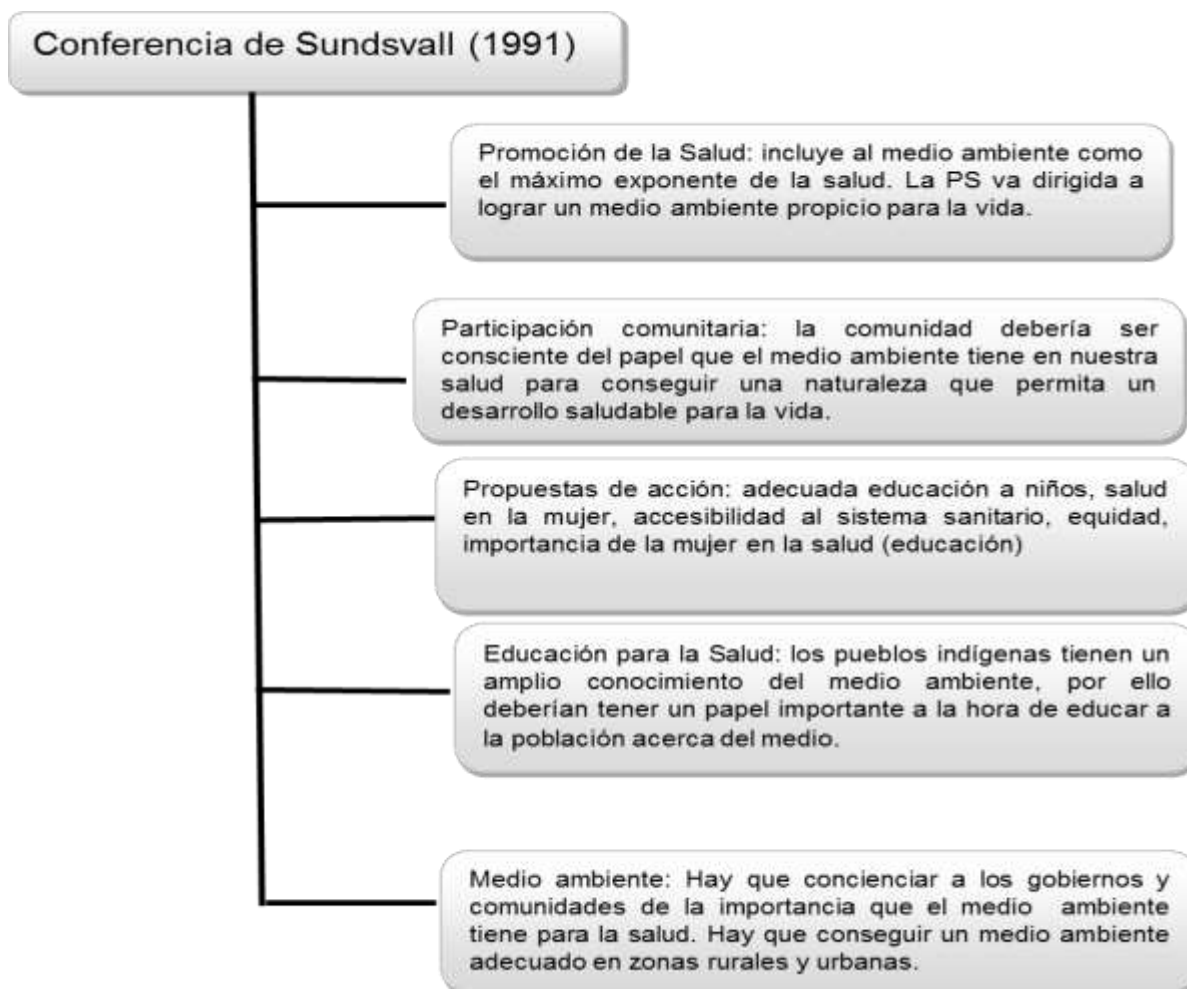 Conferencia de Sundsvall (1991)
Promoción de la Salud: incluye al medio ambiente como
el máximo exponente de la salud. La PS va dirigida a
lograr un medio ambiente propicio para la vida.
Participación comunitaria: la comunidad debería ser
consciente del papel que el medio ambiente tiene en nuestra
salud para conseguir una naturaleza que permita un
desarrollo saludable para la vida.
Propuestas de acción: adecuada educación a niños, salud
en la mujer, accesibilidad al sistema sanitario, equidad,
importancia de la mujer en la salud (educación)
Educación para la Salud: los pueblos indígenas tienen un
amplio conocimiento del medio ambiente, por ello
deberían tener un papel importante a la hora de educar a
la población acerca del medio.
Medio ambiente: Hay que concienciar a los gobiernos y
comunidades de la importancia que el medio ambiente
tiene para la salud. Hay que conseguir un medio ambiente
adecuado en zonas rurales y urbanas.